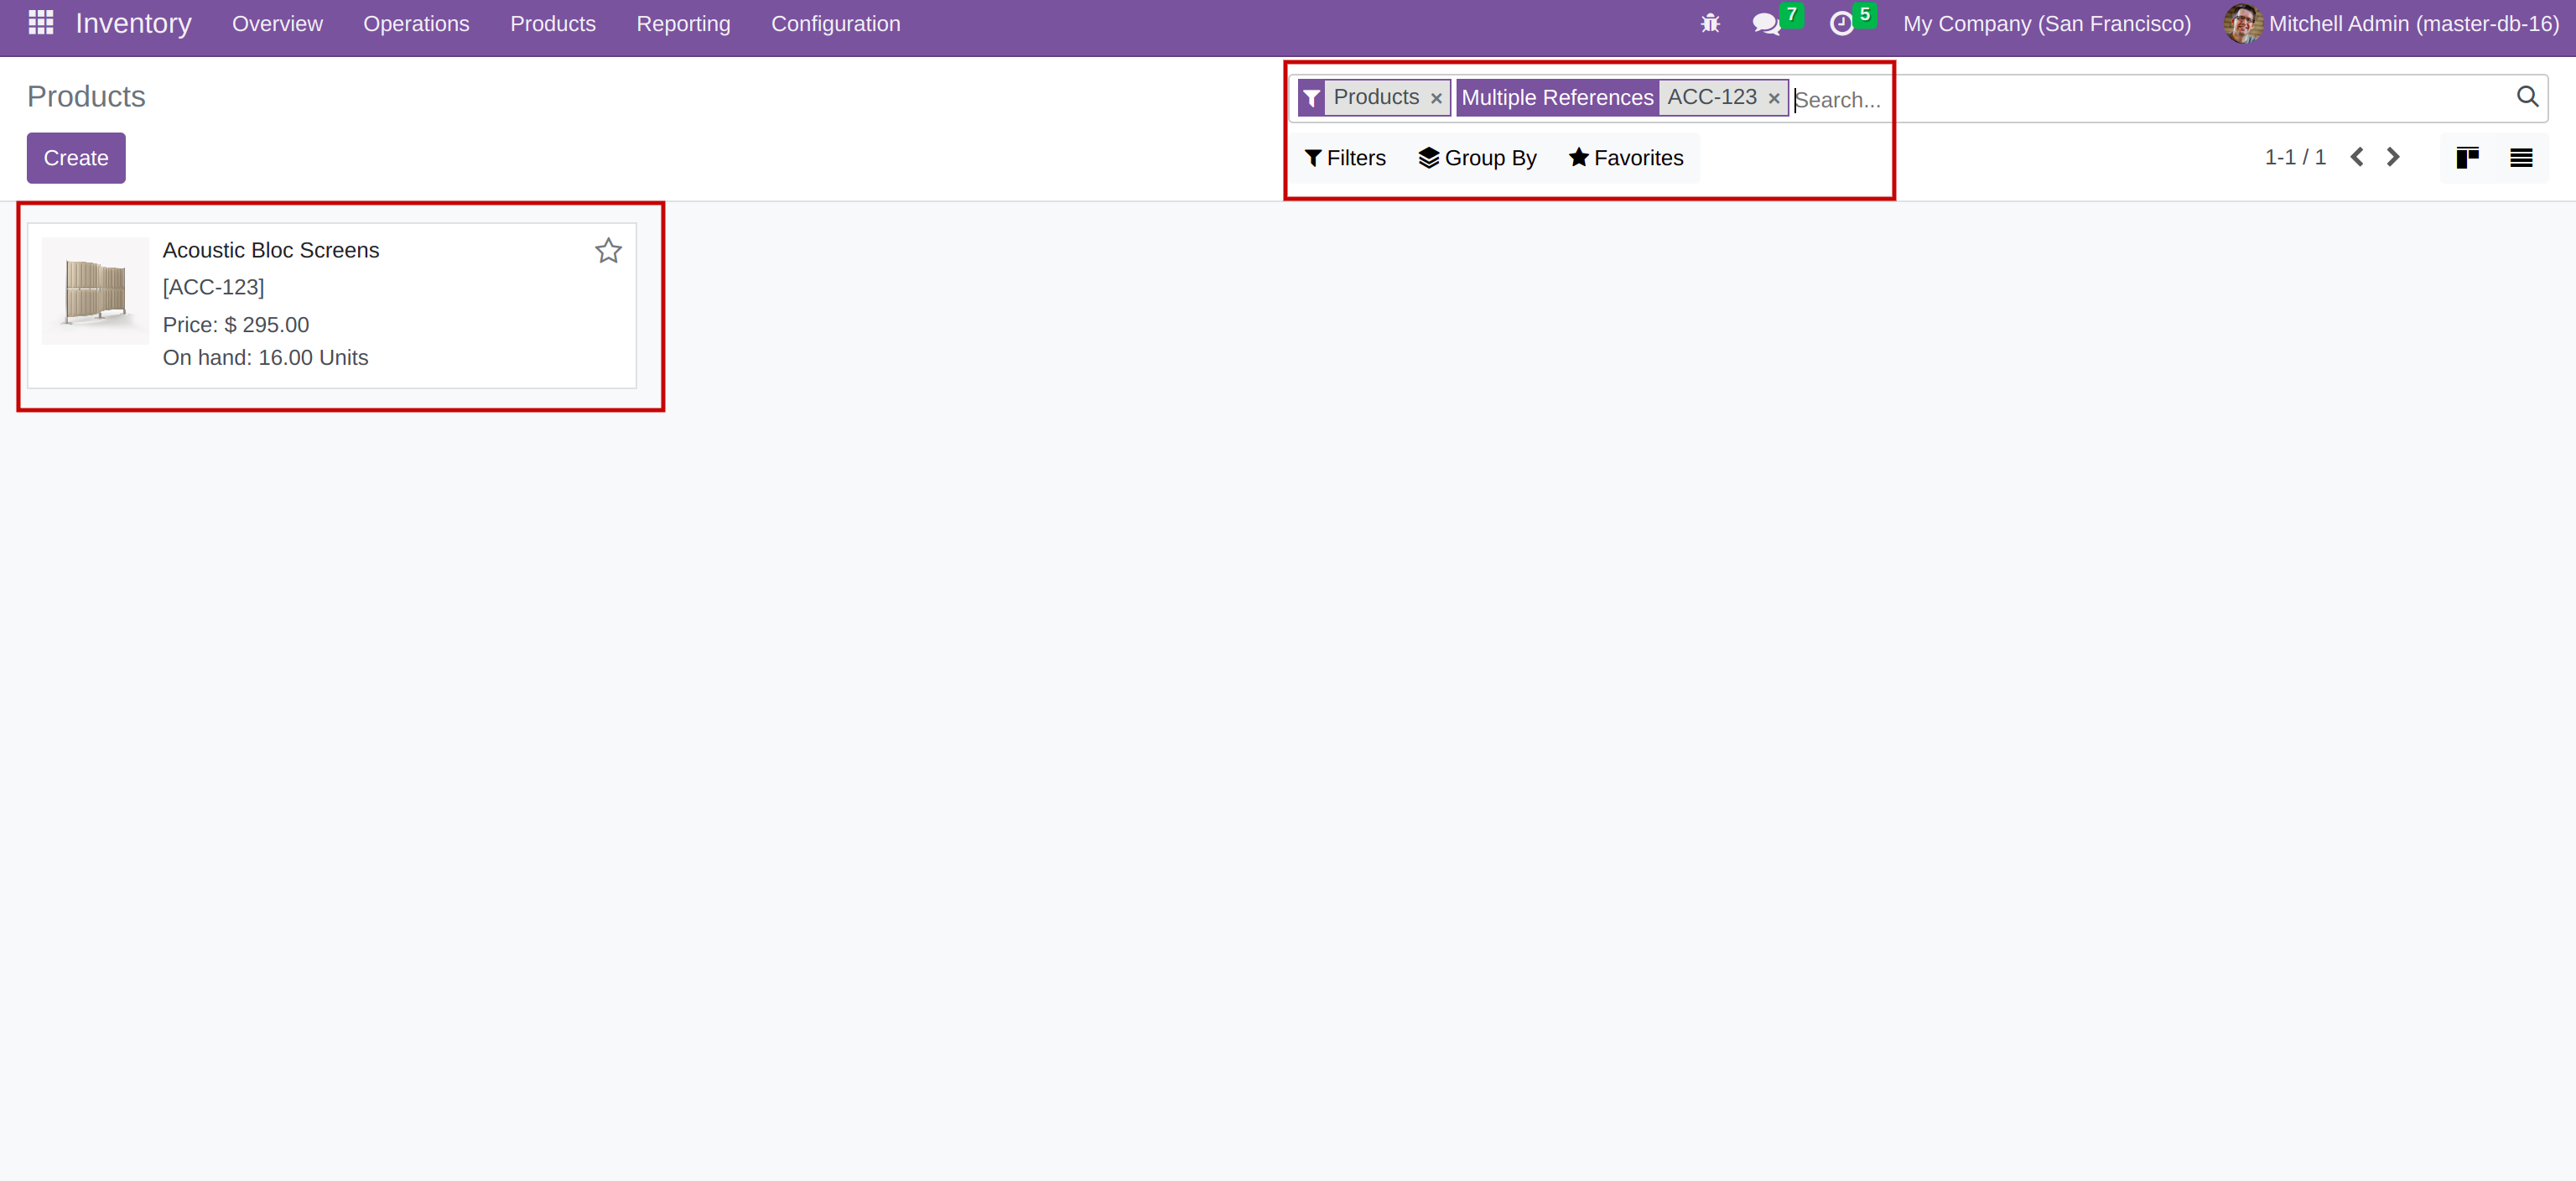 Inventory Overview Operations Products Reporting Configuration 7 5 My Company (San Francisco) Mitchell Admin (master-db-16)
Products
Products × Multiple References ACC-123 × Search...
Create
Filters Group By Favorites
1-1 / 1
Acoustic Bloc Screens
[ACC-123]
Price: $ 295.00
On hand: 16.00 Units